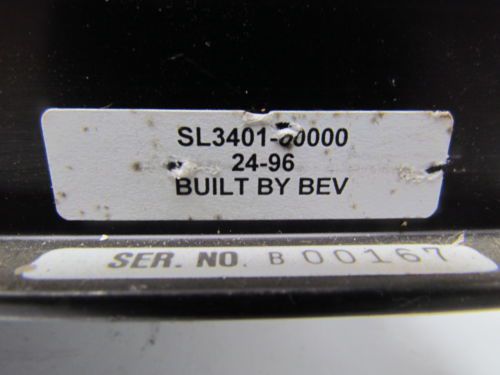 SL3401-00000
24-96
BUILT BY BEV
SER. NO. B 00167